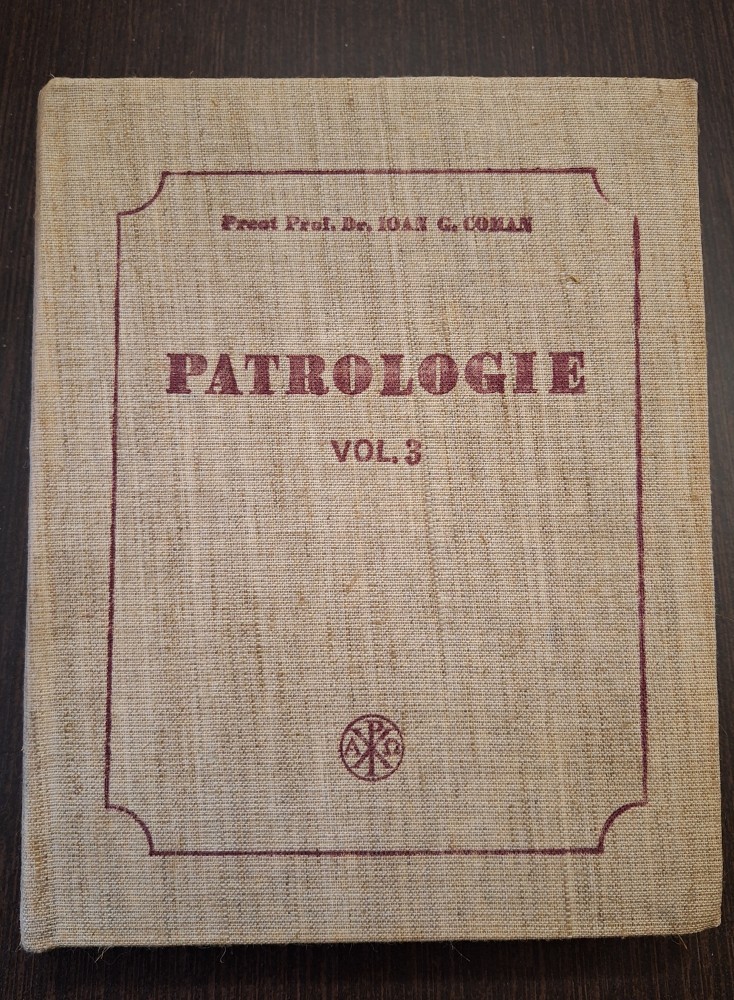 Preot Prof. Dr. IOAN G. COMAN
PATROLOGIE
VOL. 3
Α Ρ Ω